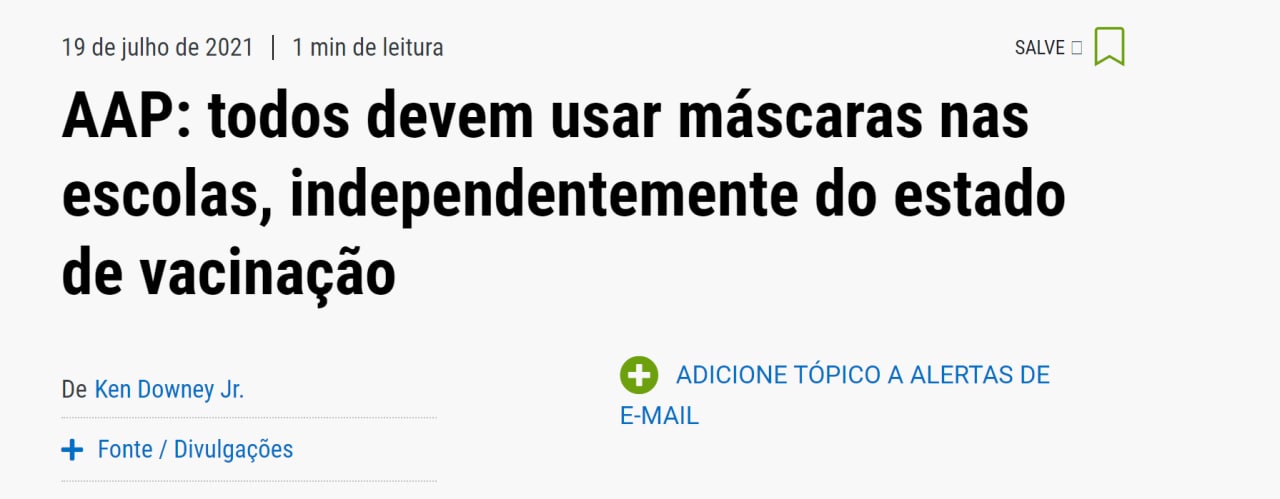 19 de julho de 2021 | 1 min de leitura
SALVE
AAP: todos devem usar máscaras nas
escolas, independentemente do estado
de vacinação
De Ken Downey Jr.
Fonte / Divulgações
ADICIONE TÓPICO A ALERTAS DE
E-MAIL